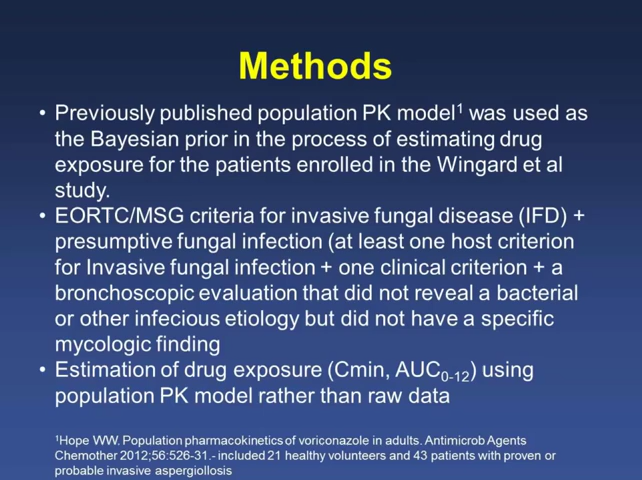 Methods
• Previously published population PK model¹ was used as
the Bayesian prior in the process of estimating drug
exposure for the patients enrolled in the Wingard et al
study.
• EORTC/MSG criteria for invasive fungal disease (IFD) +
presumptive fungal infection (at least one host criterion
for Invasive fungal infection + one clinical criterion + a
bronchoscopic evaluation that did not reveal a bacterial
or other infecious etiology but did not have a specific
mycologic finding
• Estimation of drug exposure (Cmin, AUC₀₋₁₂) using
population PK model rather than raw data
¹Hope WW. Population pharmacokinetics of voriconazole in adults. Antimicrob Agents
Chemother 2012;56:526-31.- included 21 healthy volunteers and 43 patients with proven or
probable invasive aspergiollosis